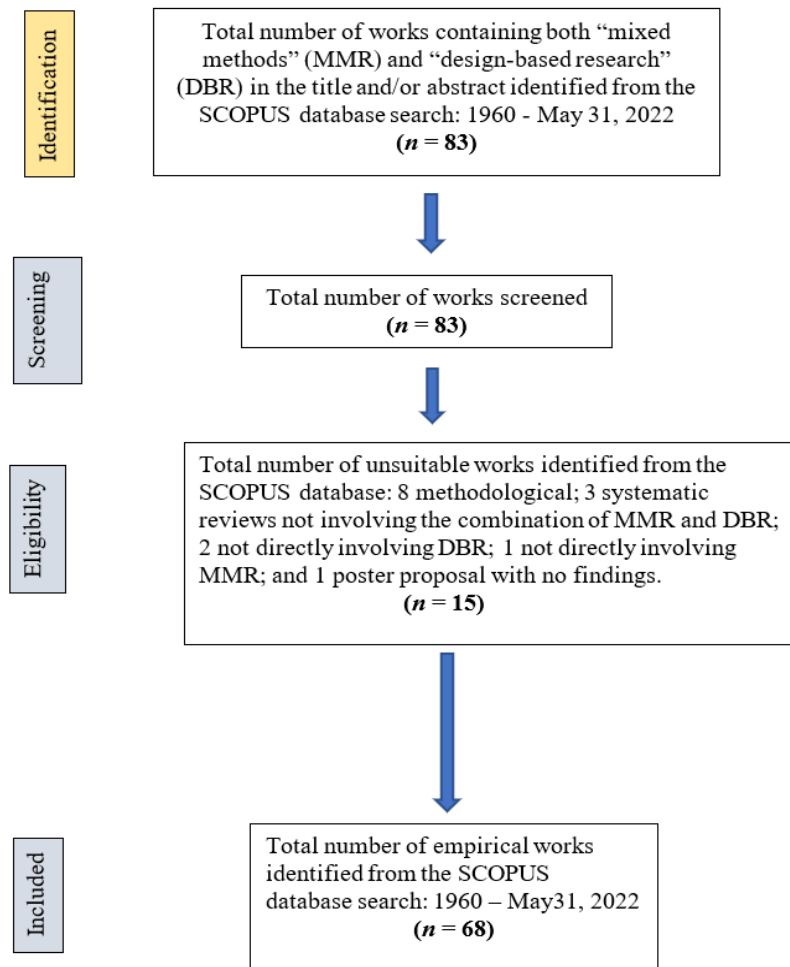 Identification
Total number of works containing both “mixed
methods” (MMR) and “design-based research”
(DBR) in the title and/or abstract identified from the
SCOPUS database search: 1960 - May 31, 2022
(n = 83)
Screening
Total number of works screened
(n = 83)
Eligibility
Total number of unsuitable works identified from the
SCOPUS database: 8 methodological; 3 systematic
reviews not involving the combination of MMR and DBR;
2 not directly involving DBR; 1 not directly involving
MMR; and 1 poster proposal with no findings.
(n = 15)
Included
Total number of empirical works
identified from the SCOPUS
database search: 1960 – May31, 2022
(n = 68)